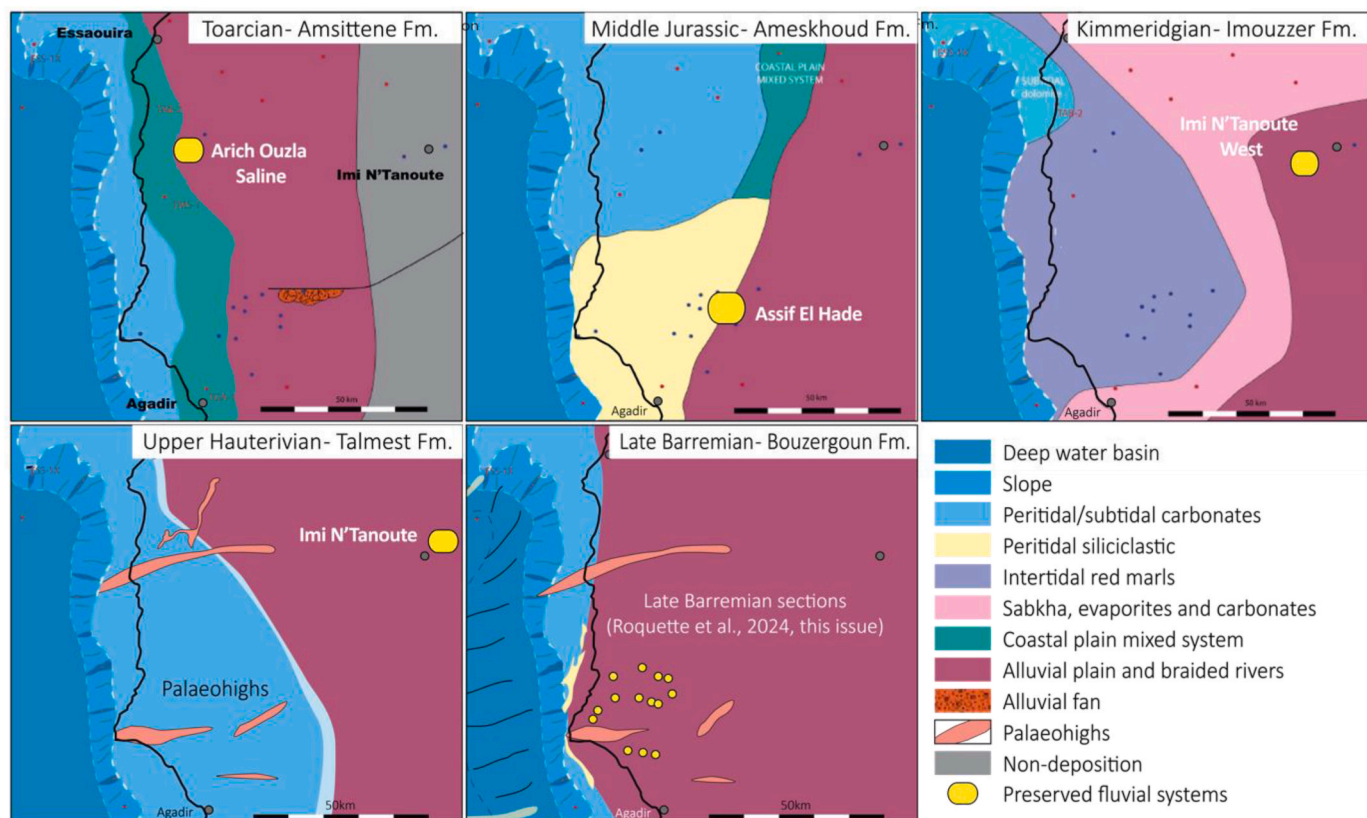 Toarcian- Amsittene Fm.
Essaouira
Arich Ouzla
Saline
Imi N'Tanoute
Agadir
50 km
Middle Jurassic- Ameskhoud Fm.
COASTAL PLAIN
MIXED SYSTEM
Assif El Hade
Agadir
50 km
Kimmeridgian- Imouzzer Fm.
dolomite
Imi N'Tanoute
West
Agadir
50 km
Upper Hauterivian- Talmest Fm.
Imi N'Tanoute
Palaeohighs
Agadir
50km
Late Barremian- Bouzergoun Fm.
Late Barremian sections
(Roquette et al., 2024, this issue)
Agadir
50km
Deep water basin
Slope
Peritidal/subtidal carbonates
Peritidal siliciclastic
Intertidal red marls
Sabkha, evaporites and carbonates
Coastal plain mixed system
Alluvial plain and braided rivers
Alluvial fan
Palaeohighs
Non-deposition
Preserved fluvial systems